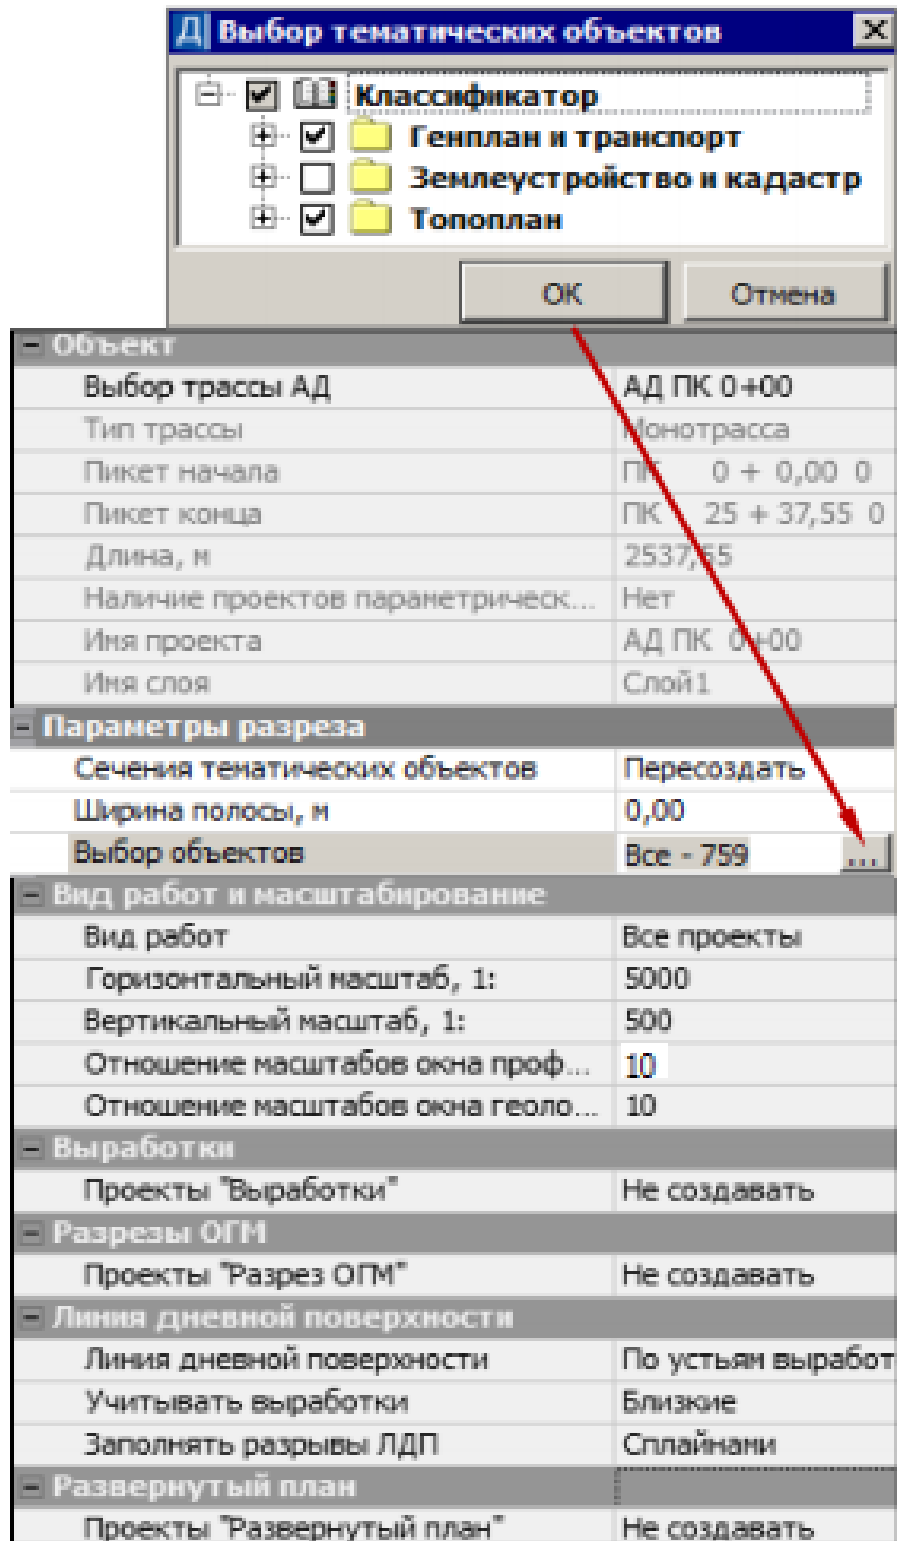 Выбор тематических объектов
Классификатор
Генплан и транспорт
Землеустройство и кадастр
Топоплан
ОК Отмена
Объект
Выбор трассы АД АД ПК 0+00
Тип трассы Монотрасса
Пикет начала ПК 0 + 0,00 0
Пикет конца ПК 25 + 37,55 0
Длина, м 2537,55
Наличие проектов параметрическ... Нет
Имя проекта АД ПК 0+00
Имя слоя Слой1
Параметры разреза
Сечения тематических объектов Пересоздать
Ширина полосы, м 0,00
Выбор объектов Все - 759 ...
Вид работ и масштабирование
Вид работ Все проекты
Горизонтальный масштаб, 1: 5000
Вертикальный масштаб, 1: 500
Отношение масштабов окна проф... 10
Отношение масштабов окна геоло... 10
Выработки
Проекты "Выработки" Не создавать
Разрезы ОГМ
Проекты "Разрез ОГМ" Не создавать
Линия дневной поверхности
Линия дневной поверхности По устьям выработ
Учитывать выработки Близкие
Заполнять разрывы ЛДП Сплайнами
Развернутый план
Проекты "Развернутый план" Не создавать